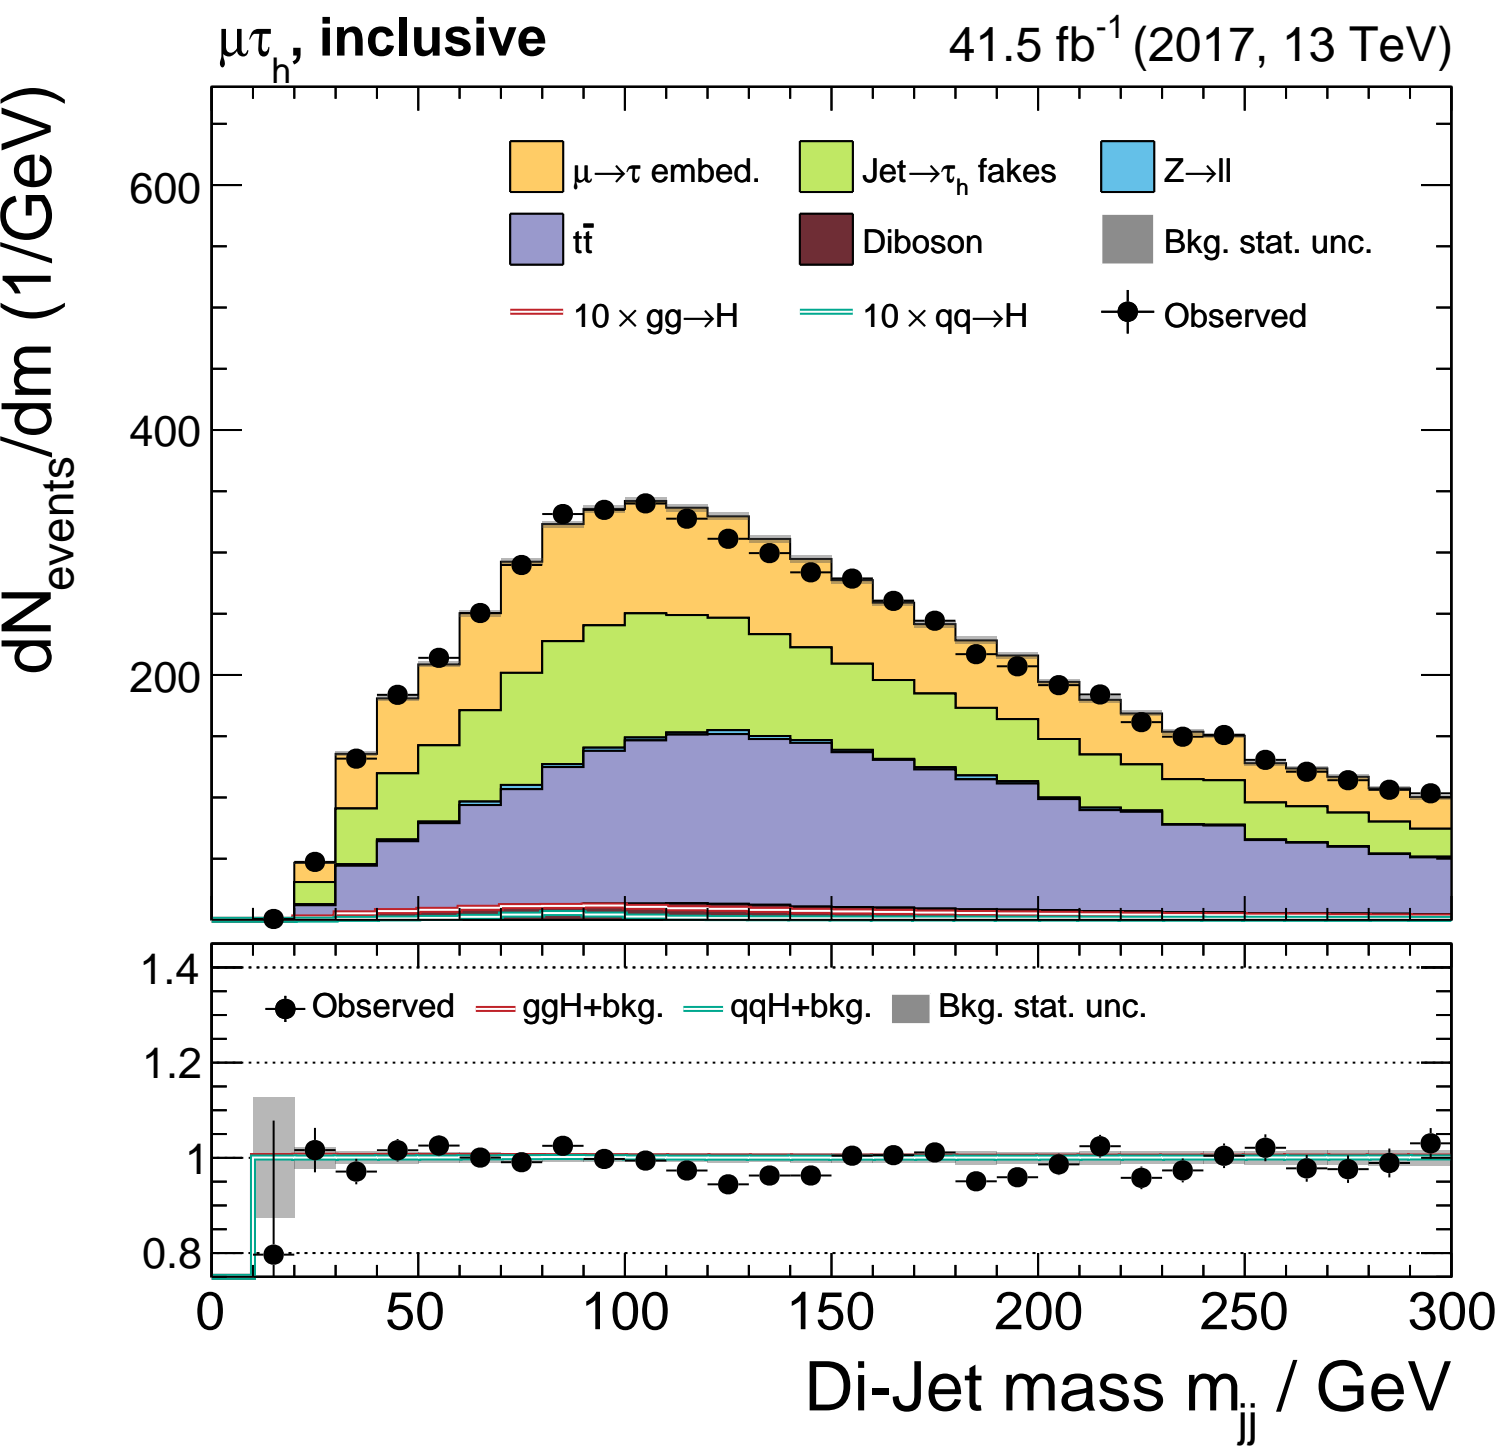 μτh, inclusive 41.5 fb-1 (2017, 13 TeV)
dNevents/dm (1/GeV)
600
400
200
μ→τ embed. Jet→τh fakes Z→ll
tt̄ Diboson Bkg. stat. unc.
10 × gg→H 10 × qq→H Observed
1.4
1.2
1
0.8
Observed ggH+bkg. qqH+bkg. Bkg. stat. unc.
0 50 100 150 200 250 300
Di-Jet mass mjj / GeV